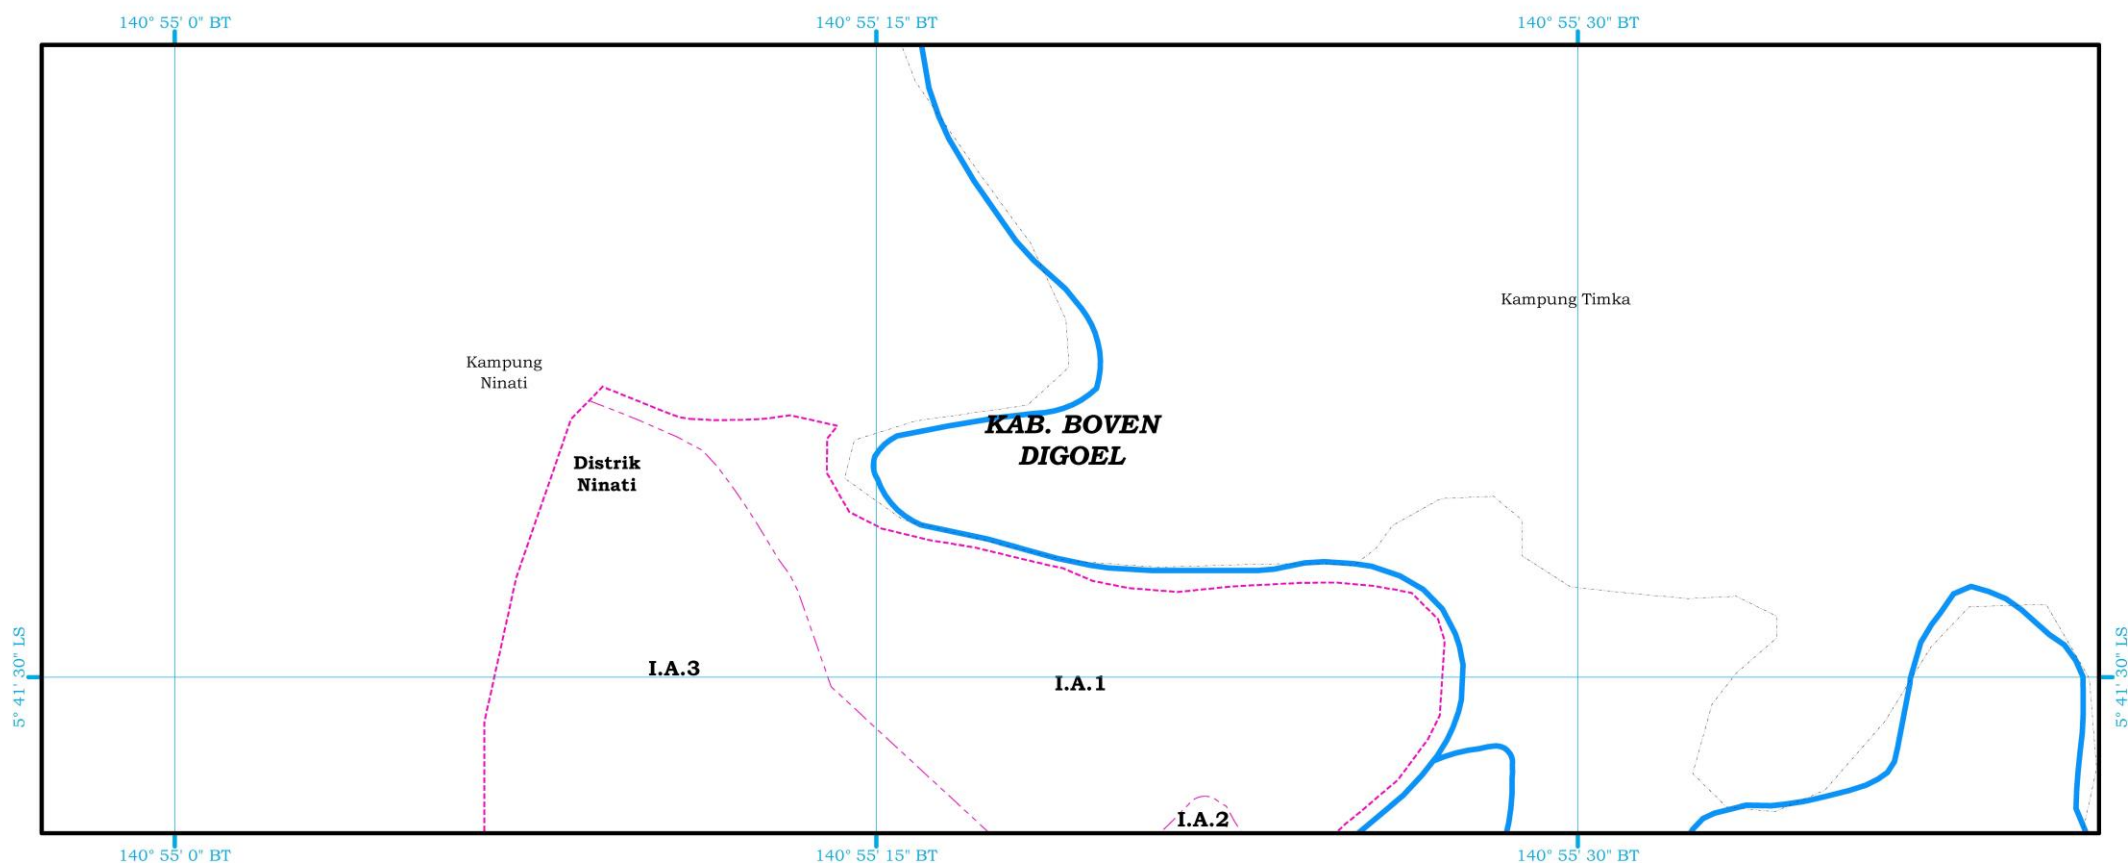 140° 55' 0" BT
140° 55' 15" BT
140° 55' 30" BT
Kampung Timka
Kampung
Ninati
KAB. BOVEN
DIGOEL
Distrik
Ninati
5° 41' 30" LS
I.A.3
I.A.1
5° 41' 30" LS
I.A.2
140° 55' 0" BT
140° 55' 15" BT
140° 55' 30" BT